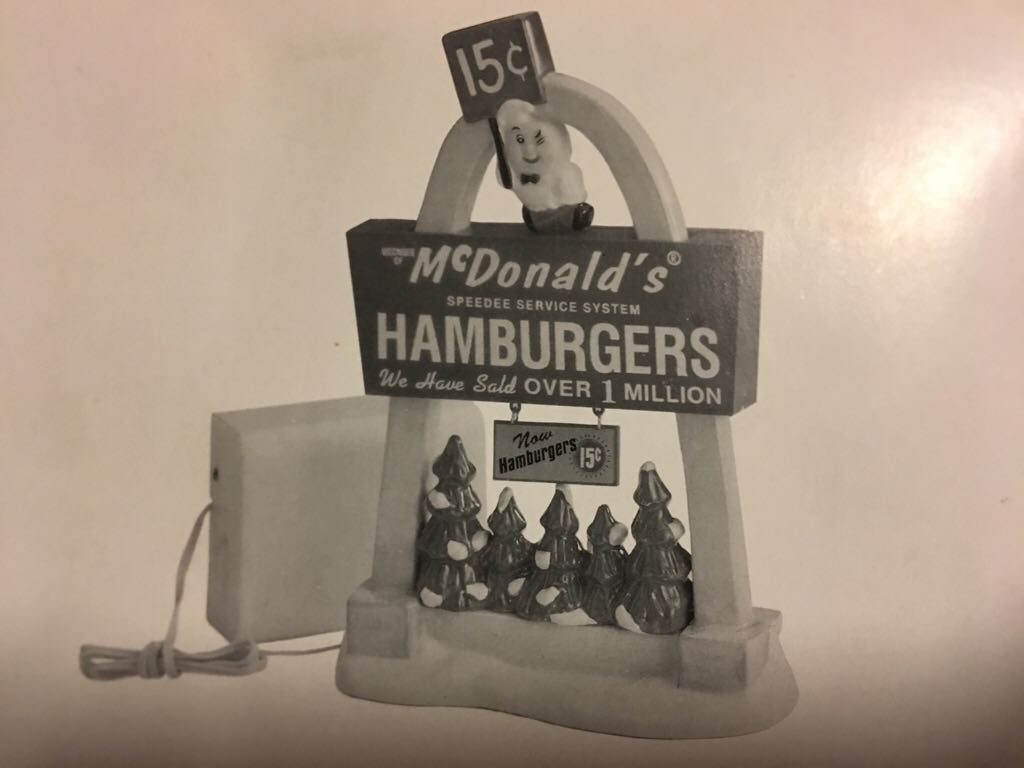 15¢
McDonald's®
SPEEDEE SERVICE SYSTEM
HAMBURGERS
We Have Sold OVER 1 MILLION
Now
Hamburgers 15¢